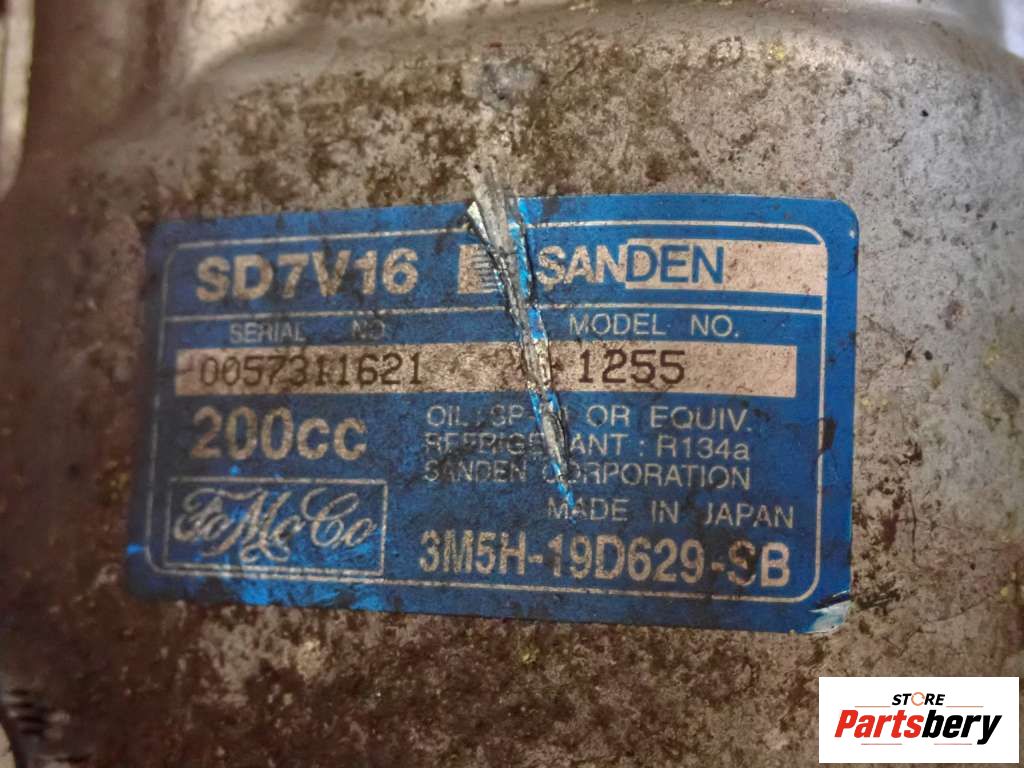 SD7V16 SANDEN
SERIAL NO. MODEL NO.
0057311621 1255
200cc
OIL : OR EQUIV.
REFRIGERANT : R134a
SANDEN CORPORATION
MADE IN JAPAN
FoMoCo 3M5H-19D629-SB
STORE
Partsbery